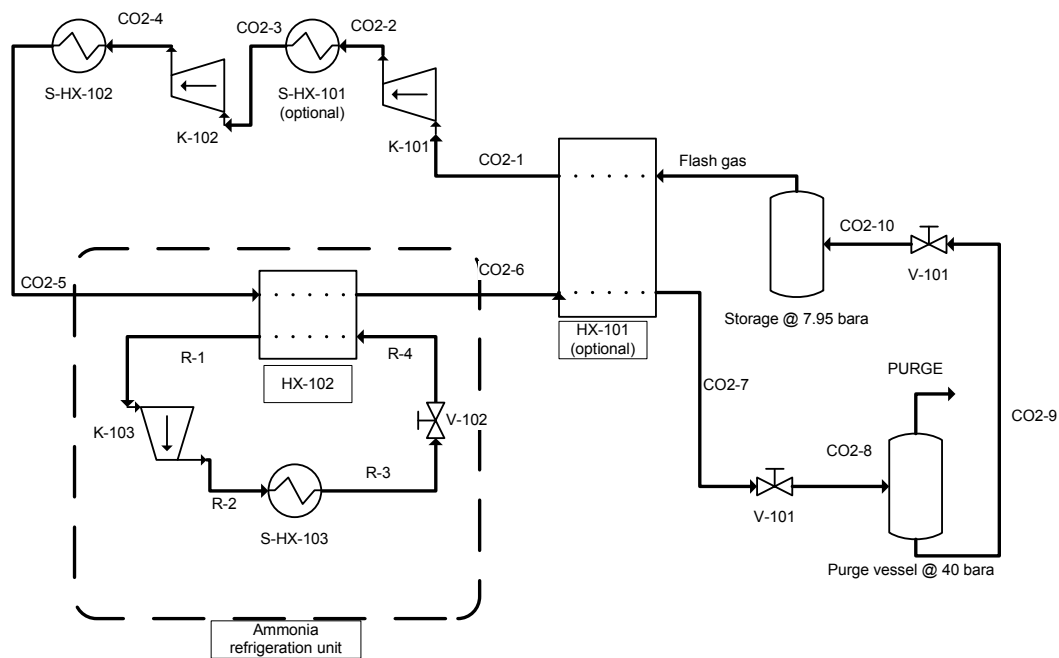 CO2-4
CO2-3
CO2-2
S-HX-102
S-HX-101
(optional)
K-102
K-101
CO2-1
Flash gas
CO2-10
V-101
CO2-5
CO2-6
Storage @ 7.95 bara
HX-101
(optional)
R-1
R-4
HX-102
CO2-7
PURGE
K-103
V-102
CO2-9
CO2-8
R-3
R-2
V-101
S-HX-103
Purge vessel @ 40 bara
Ammonia
refrigeration unit